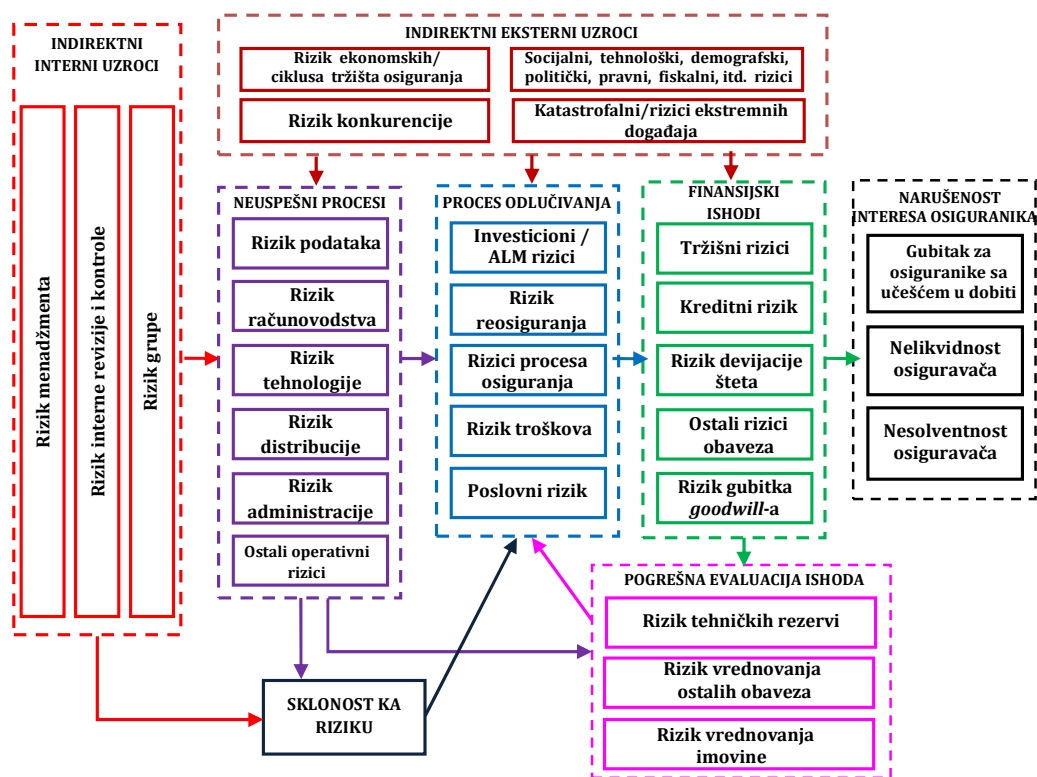 INDIREKTNI
INTERNI UZROCI
Rizik menadžmenta
Rizik interne revizije i kontrole
Rizik grupe
INDIREKTNI EKSTERNI UZROCI
Rizik ekonomskih/
ciklusa tržišta osiguranja
Socijalni, tehnološki, demografski,
politički, pravni, fiskalni, itd. rizici
Rizik konkurencije
Katastrofalni/rizici ekstremnih
događaja
NEUSPEŠNI PROCESI
Rizik podataka
Rizik
računovodstva
Rizik
tehnologije
Rizik
distribucije
Rizik
administracije
Ostali operativni
rizici
PROCES ODLUČIVANJA
Investicioni /
ALM rizici
Rizik
reosiguranja
Rizici procesa
osiguranja
Rizik troškova
Poslovni rizik
FINANSIJSKI
ISHODI
Tržišni rizici
Kreditni rizik
Rizik devijacije
šteta
Ostali rizici
obaveza
Rizik gubitka
goodwill-a
NARUŠENOST
INTERESA OSIGURANIKA
Gubitak za
osiguranike sa
učešćem u dobiti
Nelikvidnost
osiguravača
Nesolventnost
osiguravača
POGREŠNA EVALUACIJA ISHODA
Rizik tehničkih rezervi
Rizik vrednovanja
ostalih obaveza
Rizik vrednovanja
imovine
SKLONOST KA
RIZIKU